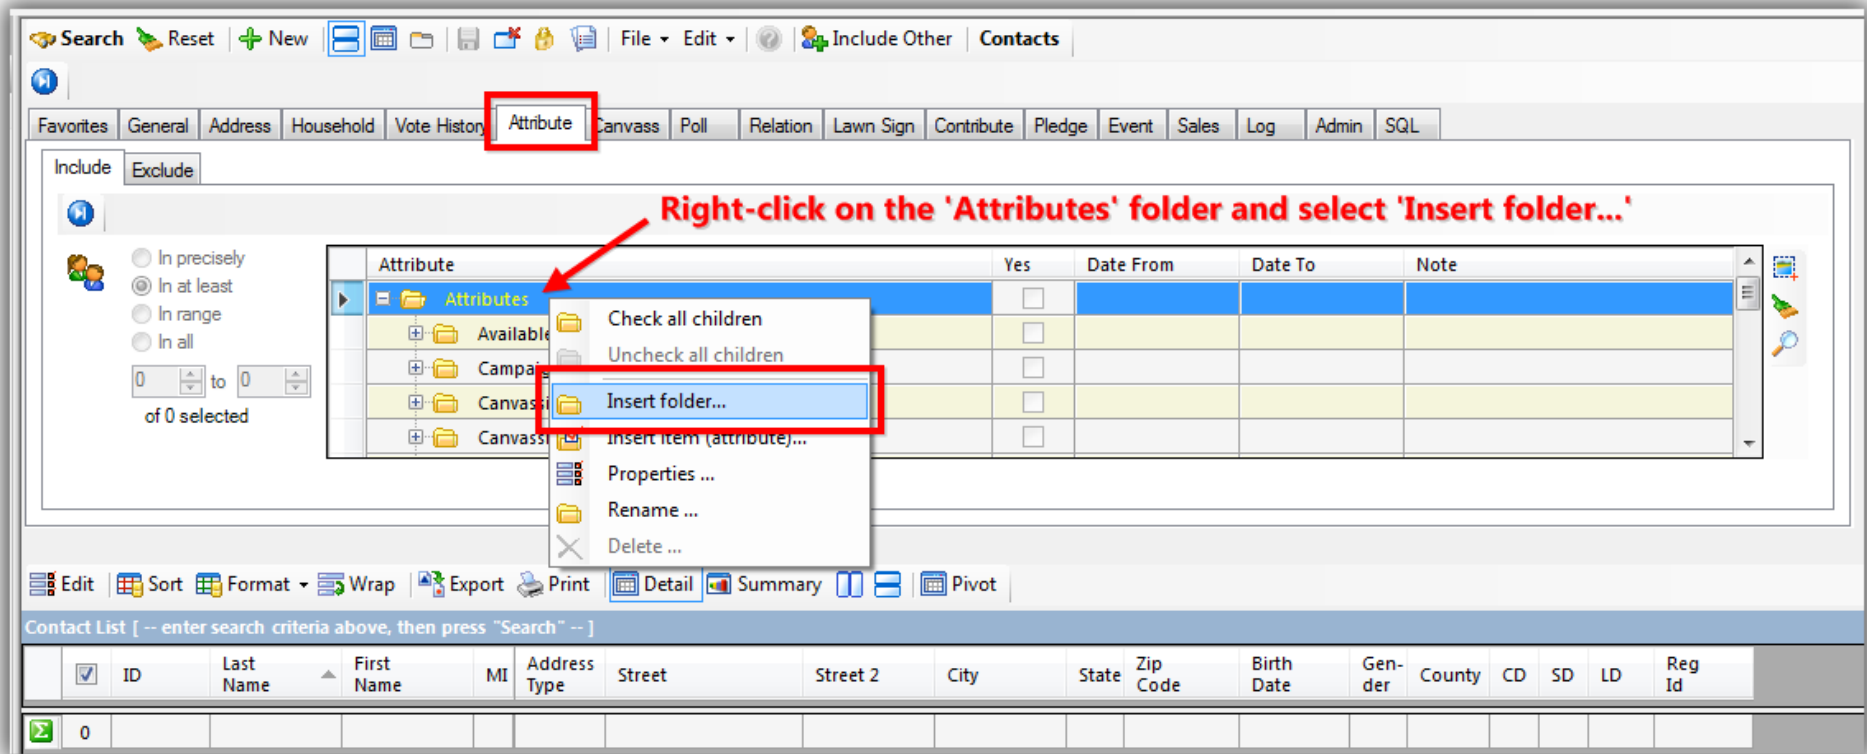 Search Reset New File Edit Include Other Contacts
Favorites General Address Household Vote History Attribute Canvass Poll Relation Lawn Sign Contribute Pledge Event Sales Log Admin SQL
Include Exclude
Right-click on the 'Attributes' folder and select 'Insert folder...'
In precisely
In at least
In range
In all
0 to 0
of 0 selected
Attribute Yes Date From Date To Note
Attributes
Available
Campaig
Canvassi
Canvass
Check all children
Uncheck all children
Insert folder...
Insert item (attribute)...
Properties ...
Rename ...
Delete ...
Edit Sort Format Wrap Export Print Detail Summary Pivot
Contact List [ -- enter search criteria above, then press "Search" -- ]
ID Last Name First Name MI Address Type Street Street 2 City State Zip Code Birth Date Gen-der County CD SD LD Reg Id
Σ 0